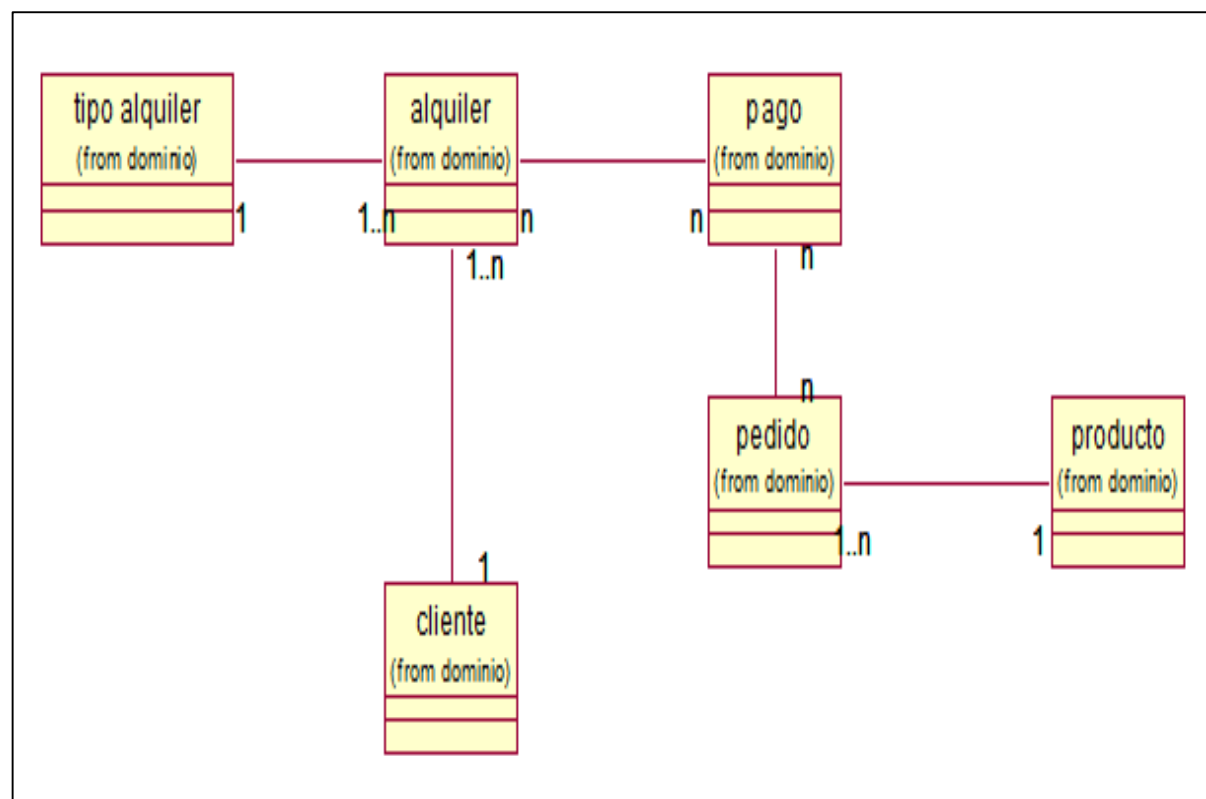 tipo alquiler
(from dominio)
1
1..n
alquiler
(from dominio)
n
1..n
n
pago
(from dominio)
n
n
pedido
(from dominio)
1..n
1
producto
(from dominio)
1
cliente
(from dominio)